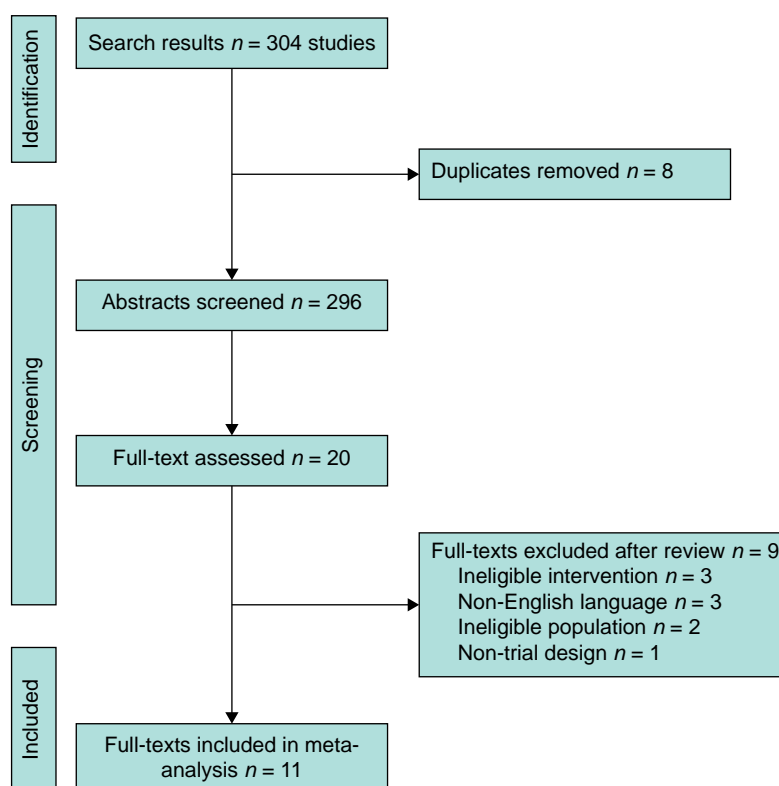 Identification
Search results n = 304 studies
Duplicates removed n = 8
Screening
Abstracts screened n = 296
Full-text assessed n = 20
Full-texts excluded after review n = 9
Ineligible intervention n = 3
Non-English language n = 3
Ineligible population n = 2
Non-trial design n = 1
Included
Full-texts included in meta-
analysis n = 11